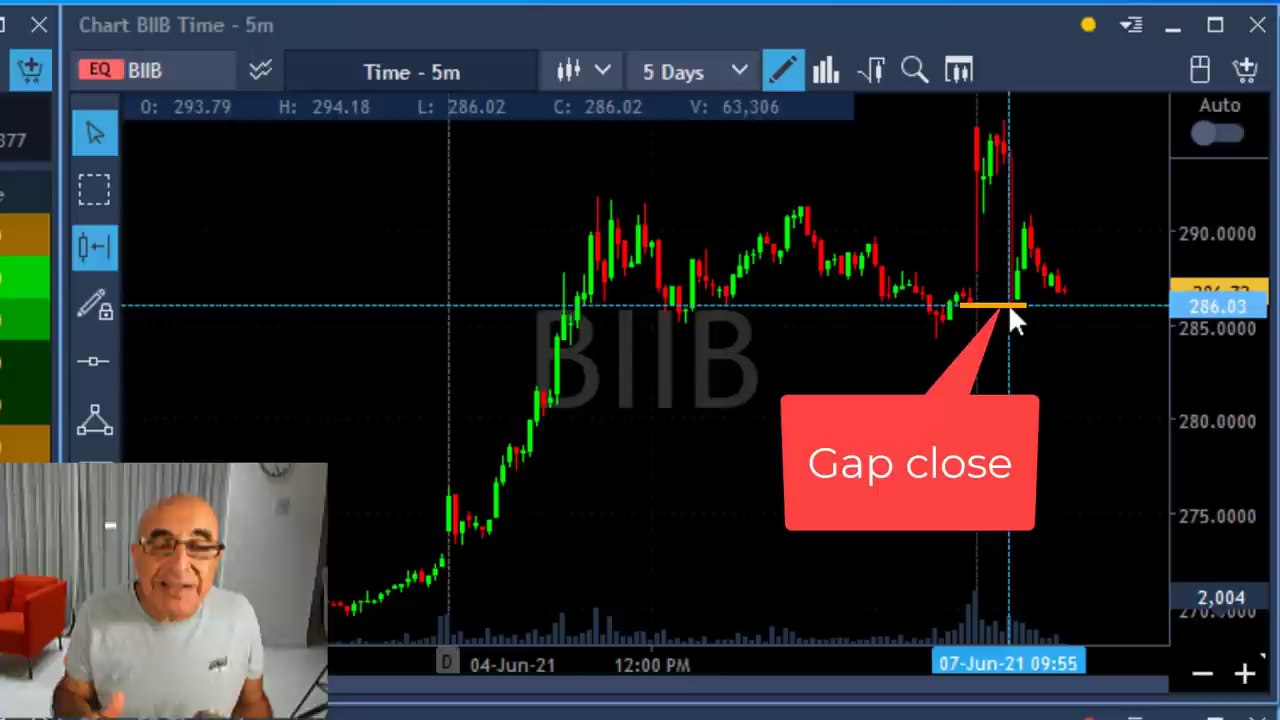 Chart BIIB Time - 5m
EQ BIIB
Time - 5m
5 Days
O: 293.79 H: 294.18 L: 286.02 C: 286.02 V: 63,306
Auto
377
290.0000
286.03
285.0000
BIIB
280.0000
Gap close
275.0000
2,004
D 04-Jun-21 12:00 PM 07-Jun-21 09:55